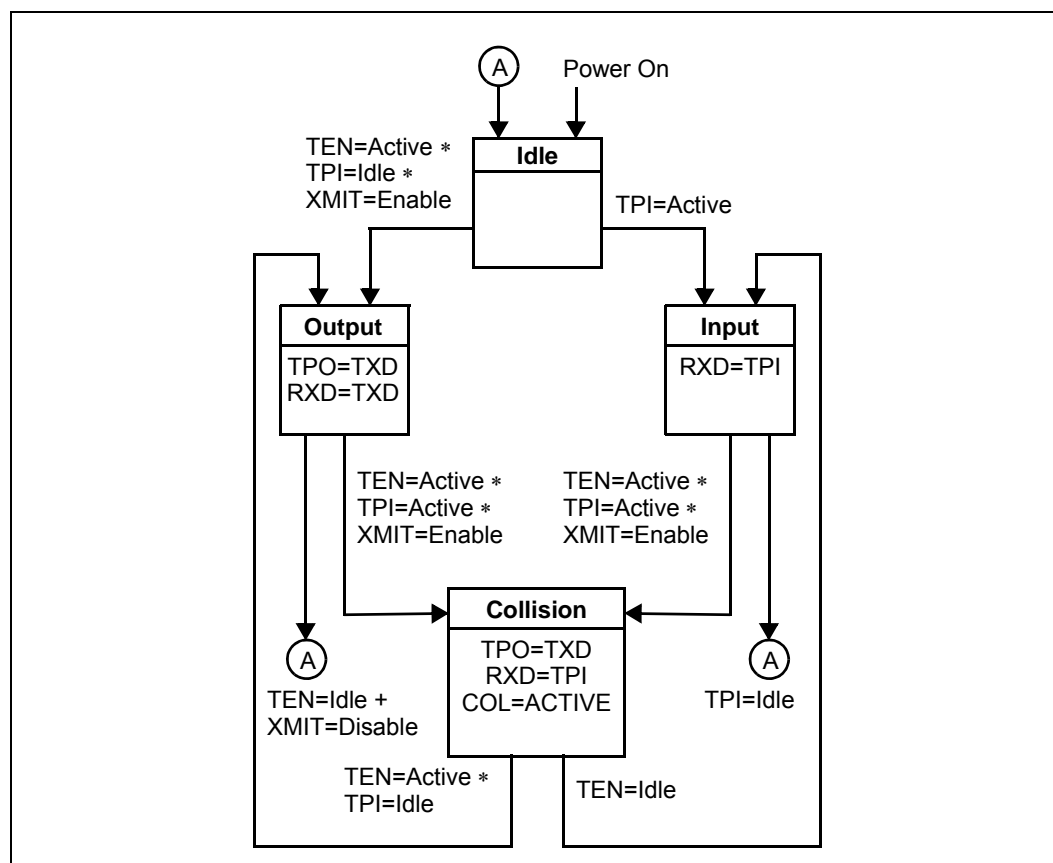 A
Power On
TEN=Active *
TPI=Idle *
XMIT=Enable
Idle
TPI=Active
Output
TPO=TXD
RXD=TXD
Input
RXD=TPI
TEN=Active *
TPI=Active *
XMIT=Enable
TEN=Active *
TPI=Active *
XMIT=Enable
Collision
TPO=TXD
RXD=TPI
COL=ACTIVE
A
TEN=Idle +
XMIT=Disable
A
TPI=Idle
TEN=Active *
TPI=Idle
TEN=Idle